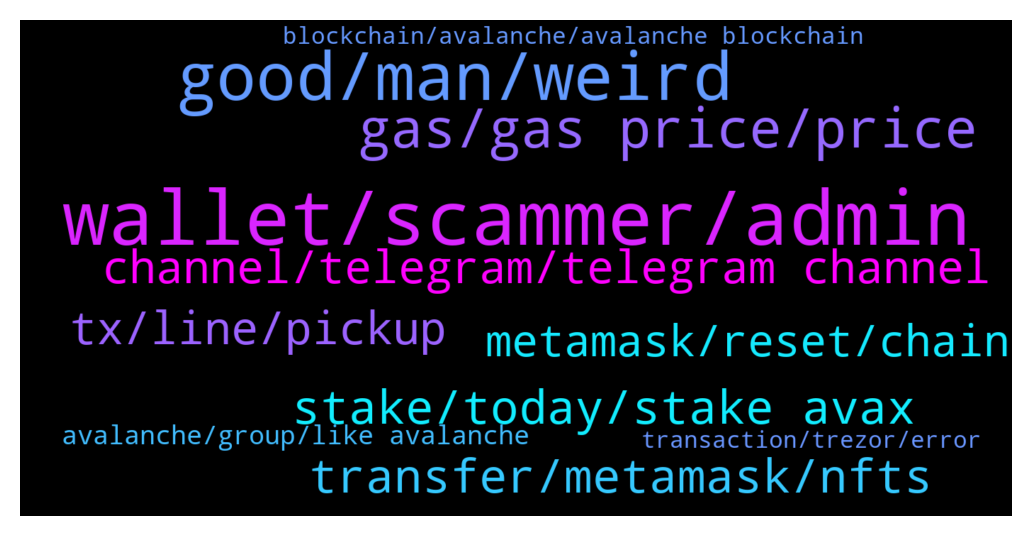 blockchain/avalanche/avalanche blockchain
good/man/weird
gas/gas price/price
wallet/scammer/admin
channel/telegram/telegram channel
tx/line/pickup
metamask/reset/chain
stake/today/stake avax
avalanche/group/like avalanche
transaction/trezor/error
transfer/metamask/nfts